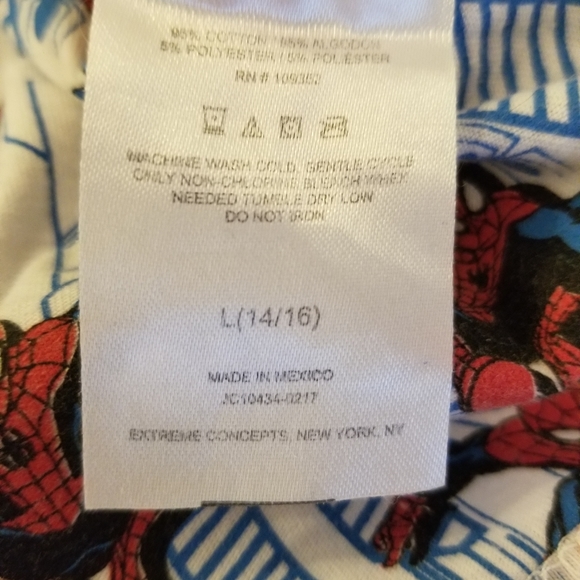 95% COTTON / 95% ALGODON
5% POLYESTER / 5% POLIESTER
RN # 109352
MACHINE WASH COLD, GENTLE CYCLE
ONLY NON-CHLORINE BLEACH WHEN
NEEDED TUMBLE DRY LOW
DO NOT IRON
L(14/16)
MADE IN MEXICO
JC10434-0217
EXTREME CONCEPTS, NEW YORK, NY